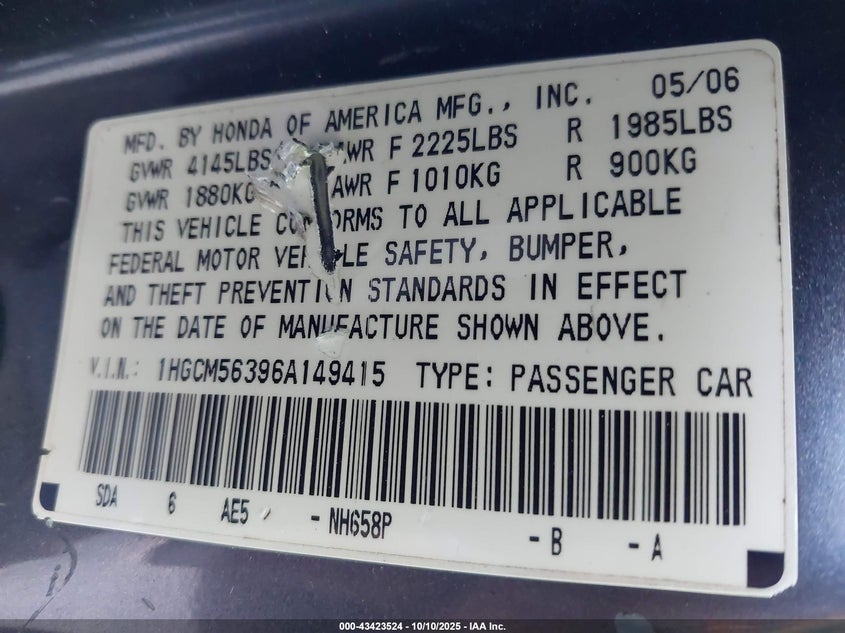 MFD. BY HONDA OF AMERICA MFG., INC. 05/06
GVWR 4145LBS AWR F 2225LBS R 1985LBS
GVWR 1880KG AWR F 1010KG R 900KG
THIS VEHICLE CONFORMS TO ALL APPLICABLE
FEDERAL MOTOR VEHICLE SAFETY, BUMPER,
AND THEFT PREVENTION STANDARDS IN EFFECT
ON THE DATE OF MANUFACTURE SHOWN ABOVE.
V.I.N.: 1HGCM56396A149415 TYPE: PASSENGER CAR
SDA 6 AE5 - NH658P - B - A
000-43423524 | 10/10/2025 - IAA Inc.